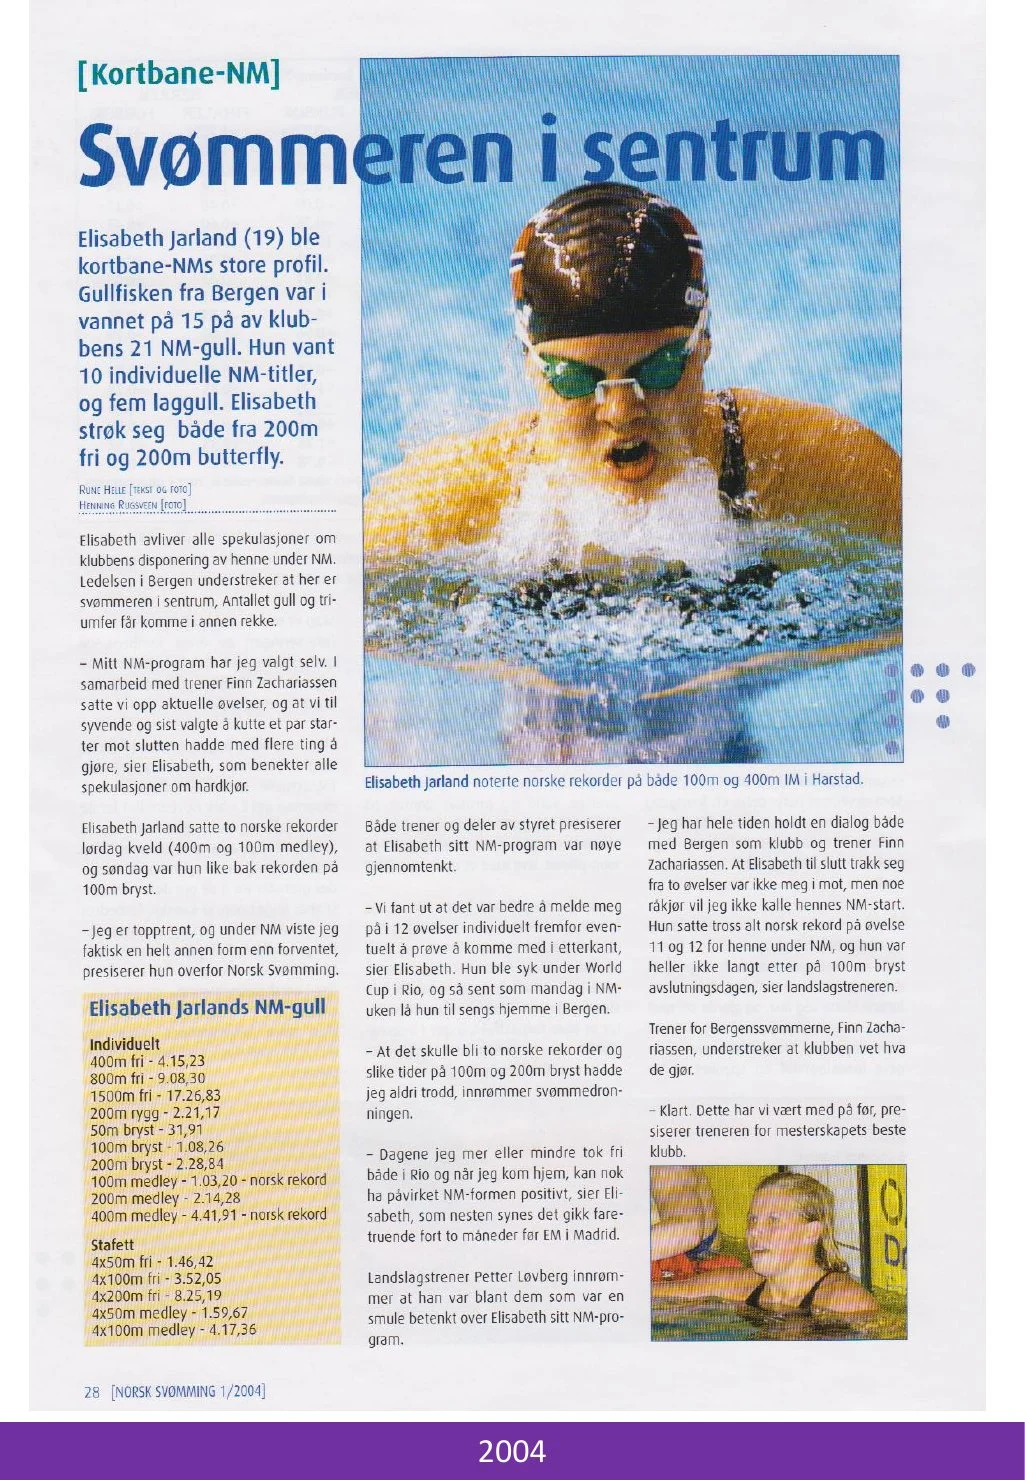 [Kortbane-NM]
Svømmeren i sentrum
Elisabeth Jarland (19) ble
kortbane-NMs store profil.
Gullfisken fra Bergen var i
vannet på 15 på av klub-
bens 21 NM-gull. Hun vant
10 individuelle NM-titler,
og fem laggull. Elisabeth
strøk seg både fra 200m
fri og 200m butterfly.
RUNE HELLE [TEKST OG FOTO]
HENNING RUGSVEEN [FOTO]
Elisabeth avliver alle spekulasjoner om
klubbens disponering av henne under NM.
Ledelsen i Bergen understreker at her er
svømmeren i sentrum, Antallet gull og tri-
umfer får komme i annen rekke.
– Mitt NM-program har jeg valgt selv. I
samarbeid med trener Finn Zachariassen
satte vi opp aktuelle øvelser, og at vi til
syvende og sist valgte å kutte et par star-
ter mot slutten hadde med flere ting å
gjøre, sier Elisabeth, som benekter alle
spekulasjoner om hardkjør.
Elisabeth Jarland satte to norske rekorder
lørdag kveld (400m og 100m medley),
og søndag var hun like bak rekorden på
100m bryst.
– Jeg er topptrent, og under NM viste jeg
faktisk en helt annen form enn forventet,
presiserer hun overfor Norsk Svømming.
Elisabeth Jarlands NM-gull
Individuelt
400m fri - 4.15,23
800m fri - 9.08,30
1500m fri - 17.26,83
200m rygg - 2.21,17
50m bryst - 31,91
100m bryst - 1.08,26
200m bryst - 2.28,84
100m medley - 1.03,20 - norsk rekord
200m medley - 2.14,28
400m medley - 4.41,91 - norsk rekord
Stafett
4x50m fri - 1.46,42
4x100m fri - 3.52,05
4x200m fri - 8.25,19
4x50m medley - 1.59,67
4x100m medley - 4.17,36
Elisabeth Jarland noterte norske rekorder på både 100m og 400m IM i Harstad.
Både trener og deler av styret presiserer
at Elisabeth sitt NM-program var nøye
gjennomtenkt.
– Vi fant ut at det var bedre å melde meg
på i 12 øvelser individuelt fremfor even-
tuelt å prøve å komme med i etterkant,
sier Elisabeth. Hun ble syk under World
Cup i Rio, og så sent som mandag i NM-
uken lå hun til sengs hjemme i Bergen.
– At det skulle bli to norske rekorder og
slike tider på 100m og 200m bryst hadde
jeg aldri trodd, innrømmer svømmedron-
ningen.
– Dagene jeg mer eller mindre tok fri
både i Rio og når jeg kom hjem, kan nok
ha påvirket NM-formen positivt, sier Eli-
sabeth, som nesten synes det gikk fare-
truende fort to måneder før EM i Madrid.
Landslagstrener Petter Løvberg innrøm-
mer at han var blant dem som var en
smule betenkt over Elisabeth sitt NM-pro-
gram.
– Jeg har hele tiden holdt en dialog både
med Bergen som klubb og trener Finn
Zachariassen. At Elisabeth til slutt trakk seg
fra to øvelser var ikke meg i mot, men noe
råkjør vil jeg ikke kalle hennes NM-start.
Hun satte tross alt norsk rekord på øvelse
11 og 12 for henne under NM, og hun var
heller ikke langt etter på 100m bryst
avslutningsdagen, sier landslagstreneren.
Trener for Bergenssvømmerne, Finn Zacha-
riassen, understreker at klubben vet hva
de gjør.
– Klart. Dette har vi vært med på før, pre-
siserer treneren for mesterskapets beste
klubb.
28 [NORSK SVØMMING 1/2004]
2004